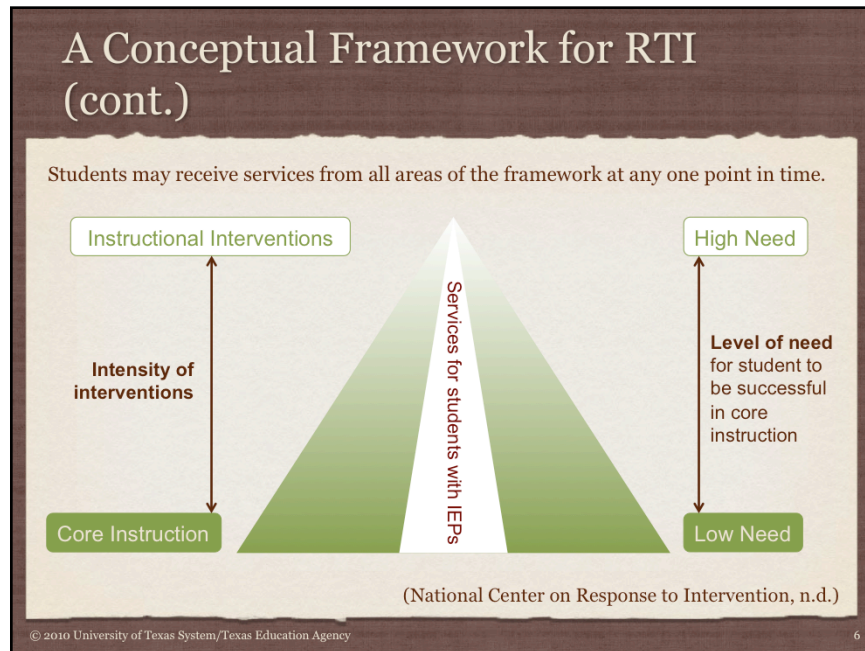 A Conceptual Framework for RTI
(cont.)
Students may receive services from all areas of the framework at any one point in time.
Instructional Interventions
High Need
Services for students with IEPs
Intensity of
interventions
Level of need
for student to
be successful
in core
instruction
Core Instruction
Low Need
(National Center on Response to Intervention, n.d.)
© 2010 University of Texas System/Texas Education Agency
6